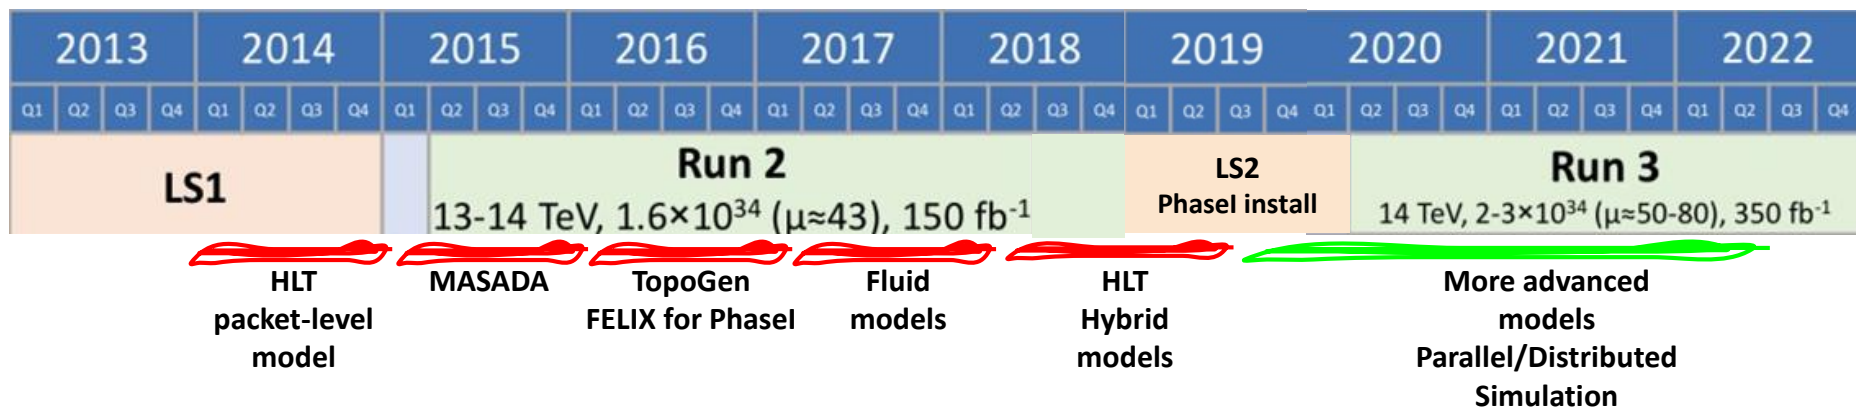 2013 2014 2015 2016 2017 2018 2019 2020 2021 2022
Q1 Q2 Q3 Q4 Q1 Q2 Q3 Q4 Q1 Q2 Q3 Q4 Q1 Q2 Q3 Q4 Q1 Q2 Q3 Q4 Q1 Q2 Q3 Q4 Q1 Q2 Q3 Q4 Q1 Q2 Q3 Q4 Q1 Q2 Q3 Q4 Q1 Q2 Q3 Q4
LS1
Run 2
13-14 TeV, 1.6×10³⁴ (μ≈43), 150 fb⁻¹
LS2
PhaseI install
Run 3
14 TeV, 2-3×10³⁴ (μ≈50-80), 350 fb⁻¹
HLT
packet-level
model
MASADA
TopoGen
FELIX for PhaseI
Fluid
models
HLT
Hybrid
models
More advanced
models
Parallel/Distributed
Simulation